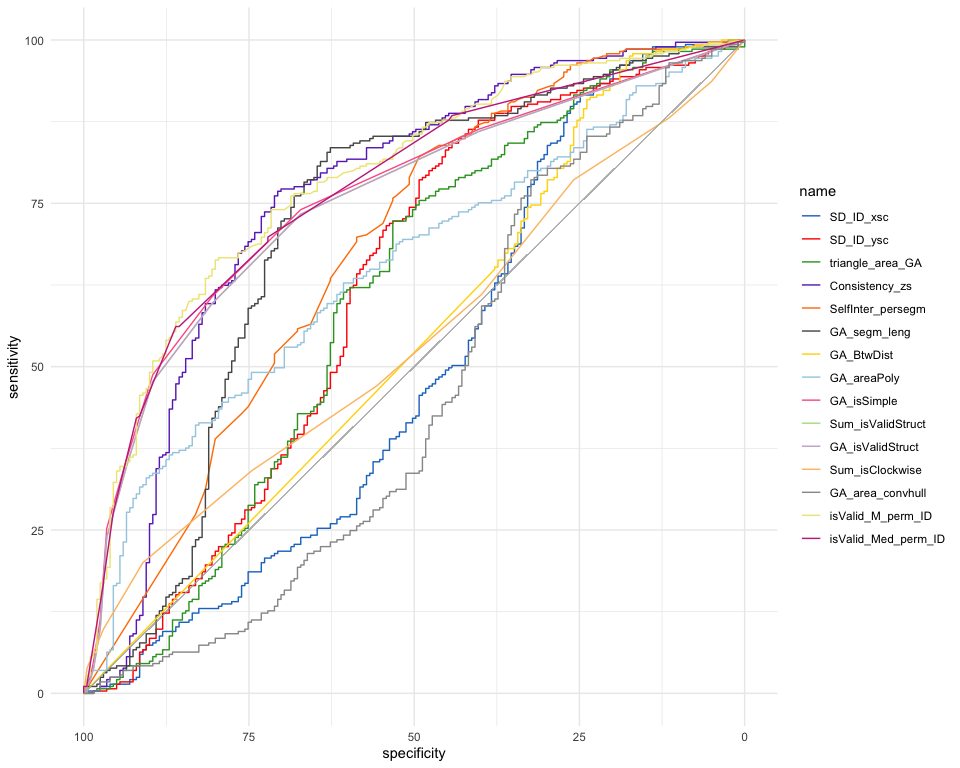 100
75
50
25
0
sensitivity
100
75
50
25
0
specificity
name
SD_ID_xsc
SD_ID_ysc
triangle_area_GA
Consistency_zs
SelfInter_persegm
GA_segm_leng
GA_BtwDist
GA_areaPoly
GA_isSimple
Sum_isValidStruct
GA_isValidStruct
Sum_isClockwise
GA_area_convhull
isValid_M_perm_ID
isValid_Med_perm_ID